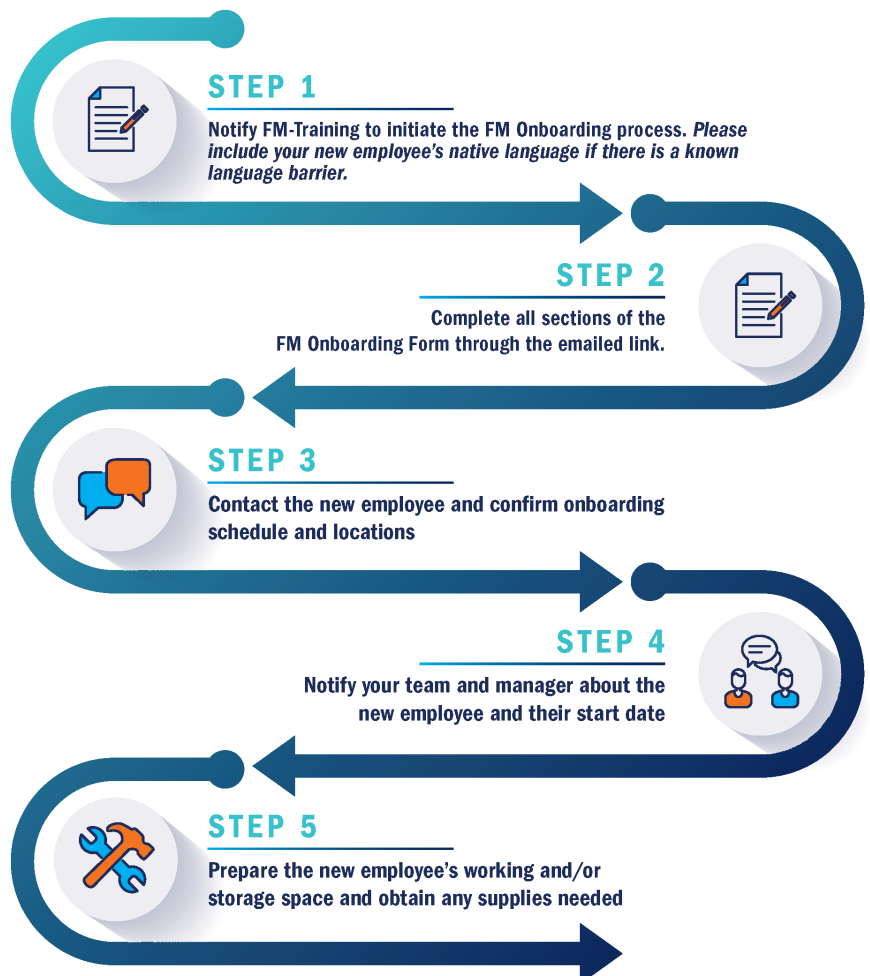 STEP 1
Notify FM-Training to initiate the FM Onboarding process. Please
include your new employee’s native language if there is a known
language barrier.
STEP 2
Complete all sections of the
FM Onboarding Form through the emailed link.
STEP 3
Contact the new employee and confirm onboarding
schedule and locations
STEP 4
Notify your team and manager about the
new employee and their start date
STEP 5
Prepare the new employee’s working and/or
storage space and obtain any supplies needed